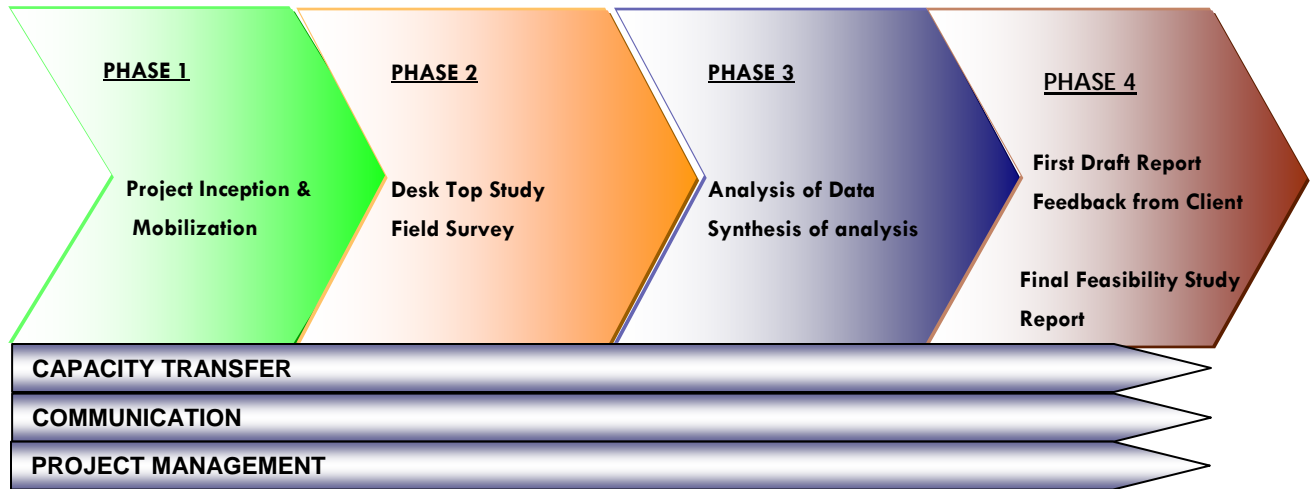 PHASE 1
Project Inception &
Mobilization
PHASE 2
Desk Top Study
Field Survey
PHASE 3
Analysis of Data
Synthesis of analysis
PHASE 4
First Draft Report
Feedback from Client
Final Feasibility Study
Report
CAPACITY TRANSFER
COMMUNICATION
PROJECT MANAGEMENT